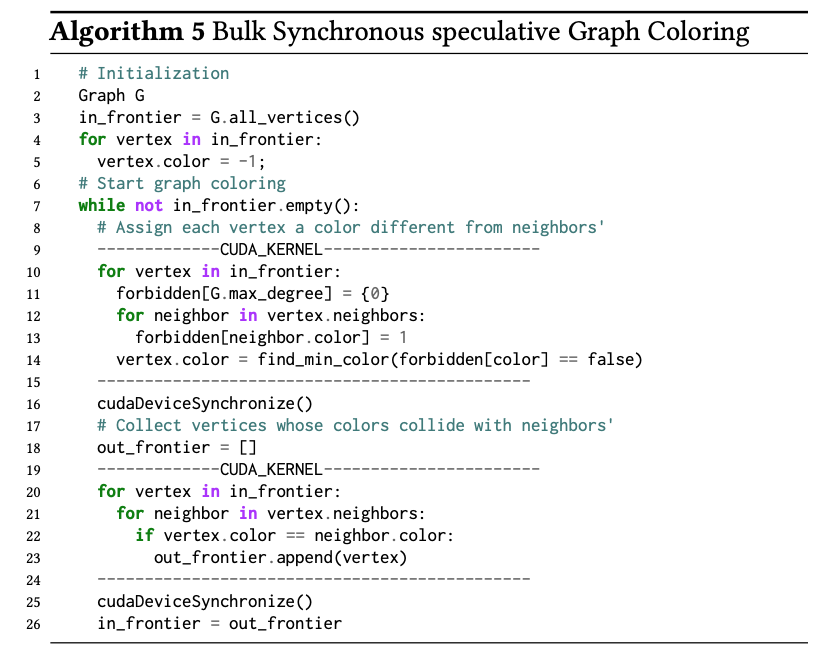 Algorithm 5 Bulk Synchronous speculative Graph Coloring
1 # Initialization
2 Graph G
3 in_frontier = G.all_vertices()
4 for vertex in in_frontier:
5   vertex.color = -1;
6 # Start graph coloring
7 while not in_frontier.empty():
8   # Assign each vertex a color different from neighbors'
9   -------------CUDA_KERNEL-----------------------
10   for vertex in in_frontier:
11     forbidden[G.max_degree] = {0}
12     for neighbor in vertex.neighbors:
13       forbidden[neighbor.color] = 1
14     vertex.color = find_min_color(forbidden[color] == false)
15   ----------------------------------------------
16   cudaDeviceSynchronize()
17   # Collect vertices whose colors collide with neighbors'
18   out_frontier = []
19   -------------CUDA_KERNEL-----------------------
20   for vertex in in_frontier:
21     for neighbor in vertex.neighbors:
22       if vertex.color == neighbor.color:
23         out_frontier.append(vertex)
24   ----------------------------------------------
25   cudaDeviceSynchronize()
26   in_frontier = out_frontier